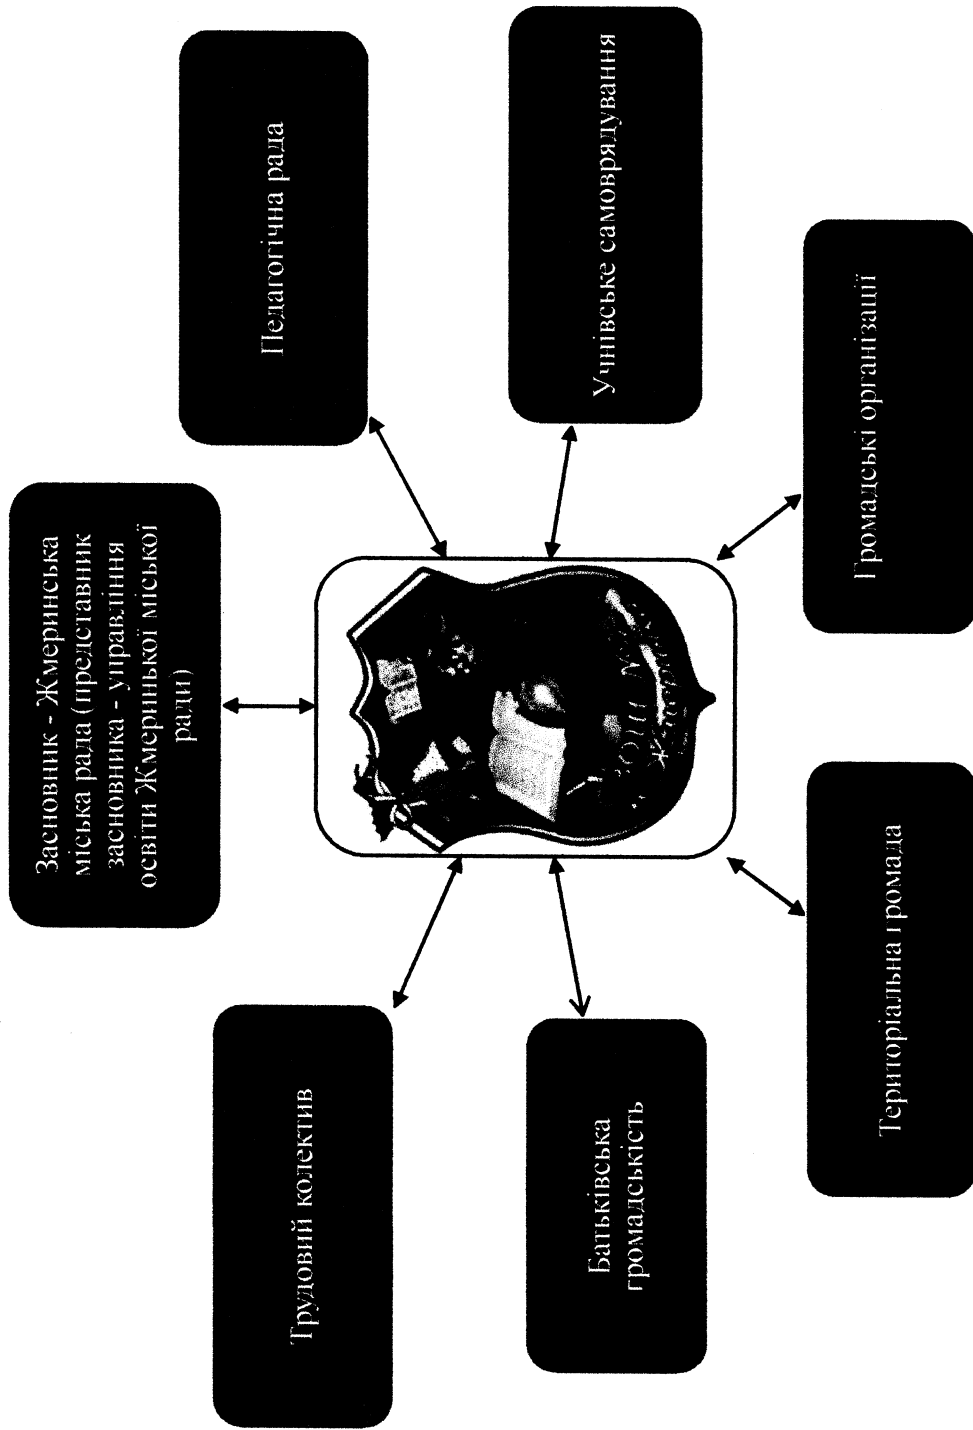 Засновник - Жмеринська
міська рада (представник
засновника - управління
освіти Жмеринької міської
ради)
Педагогічна рада
Учнівське самоврядування
Громадські організації
Територіальна громада
Батьківська
громадськість
Трудовий колектив